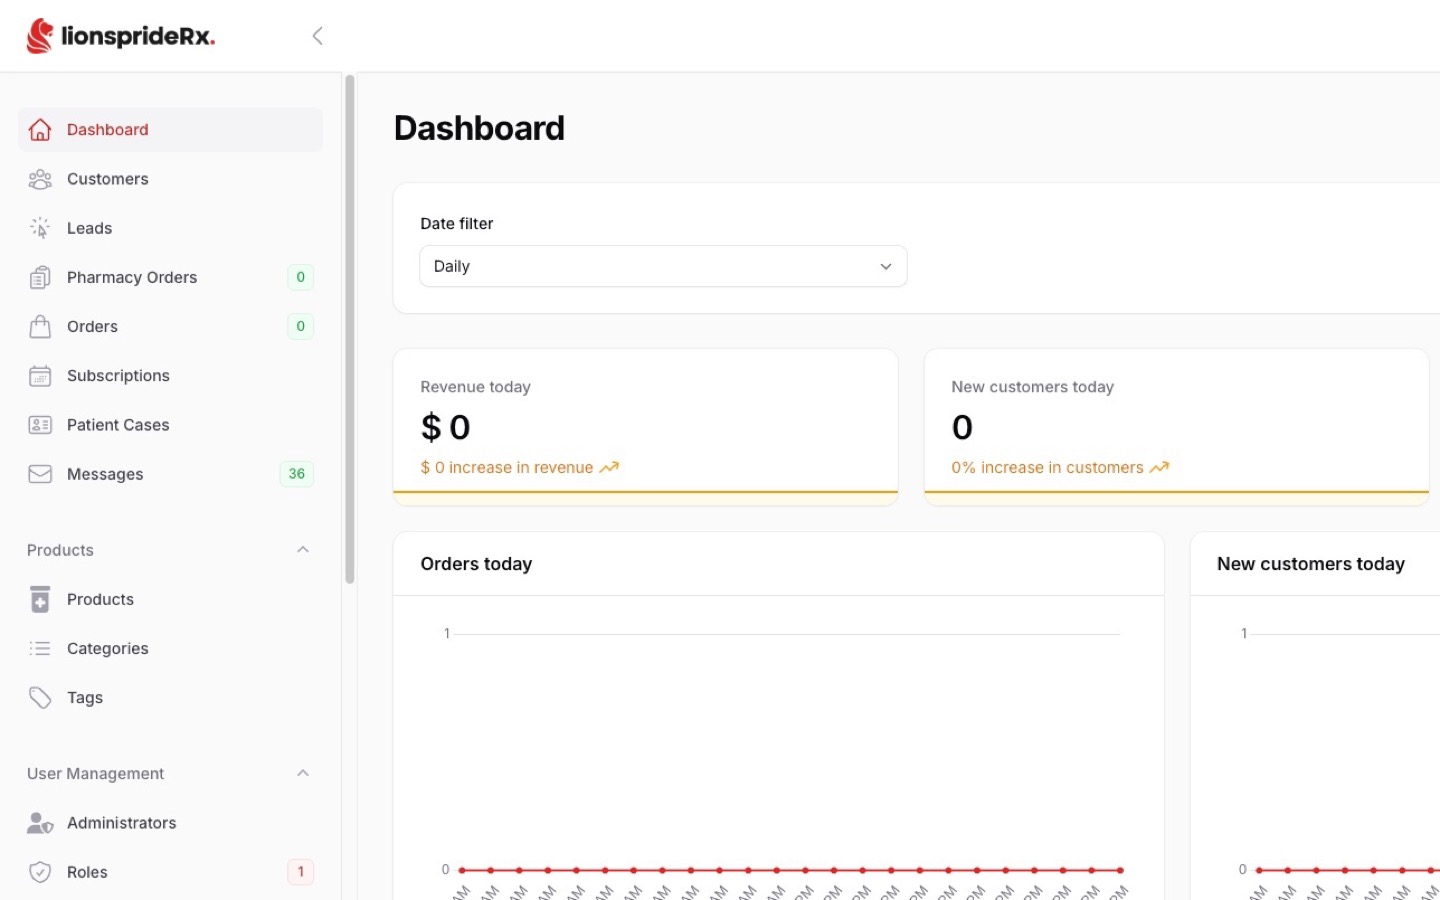 lionsprideRx.
Dashboard
Customers
Leads
Pharmacy Orders 0
Orders 0
Subscriptions
Patient Cases
Messages 36
Products
Products
Categories
Tags
User Management
Administrators
Roles 1
Dashboard
Date filter
Daily
Revenue today
$ 0
$ 0 increase in revenue
New customers today
0
0% increase in customers
Orders today
1
0
New customers today
1
0